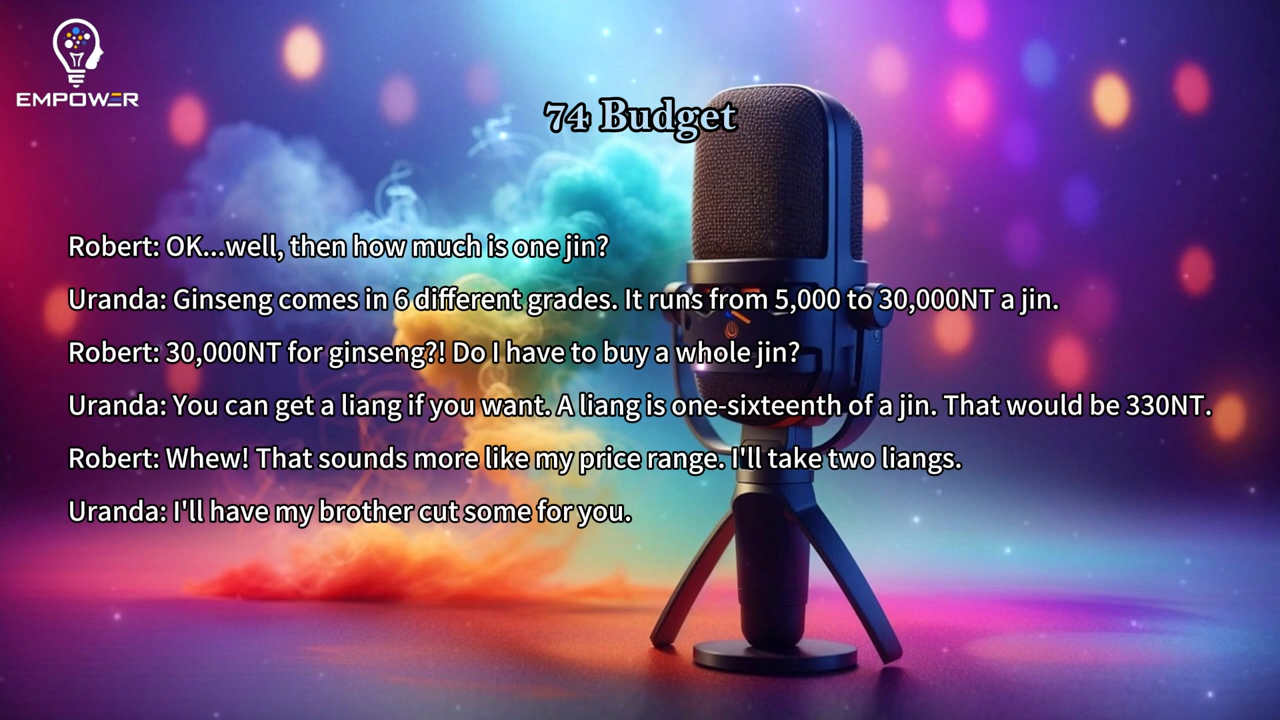 EMPOWER
74 Budget
Robert: OK...well, then how much is one jin?
Uranda: Ginseng comes in 6 different grades. It runs from 5,000 to 30,000NT a jin.
Robert: 30,000NT for ginseng?! Do I have to buy a whole jin?
Uranda: You can get a liang if you want. A liang is one-sixteenth of a jin. That would be 330NT.
Robert: Whew! That sounds more like my price range. I'll take two liangs.
Uranda: I'll have my brother cut some for you.